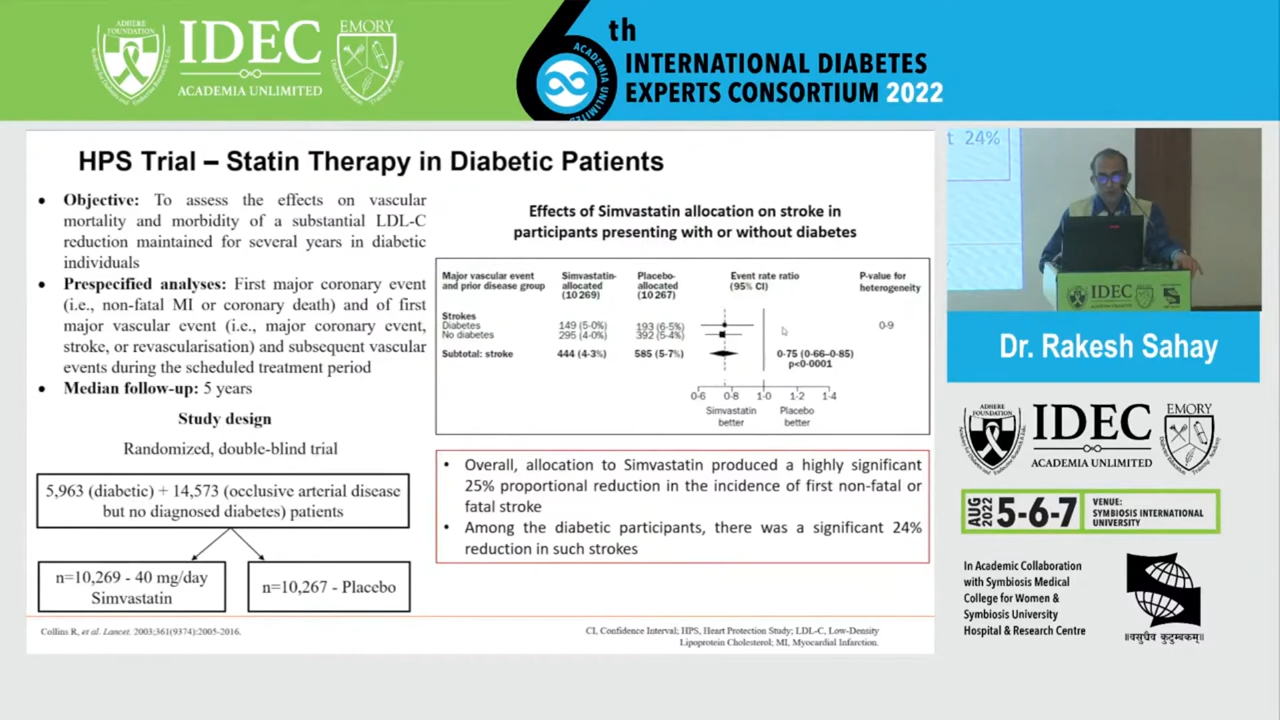 ADHERE
FOUNDATION
IDEC
ACADEMIA UNLIMITED
EMORY
6th
ACADEMIA UNLIMITED
INTERNATIONAL DIABETES
EXPERTS CONSORTIUM 2022
HPS Trial – Statin Therapy in Diabetic Patients
• Objective: To assess the effects on vascular
mortality and morbidity of a substantial LDL-C
reduction maintained for several years in diabetic
individuals
• Prespecified analyses: First major coronary event
(i.e., non-fatal MI or coronary death) and of first
major vascular event (i.e., major coronary event,
stroke, or revascularisation) and subsequent vascular
events during the scheduled treatment period
• Median follow-up: 5 years
Study design
Randomized, double-blind trial
5,963 (diabetic) + 14,573 (occlusive arterial disease
but no diagnosed diabetes) patients
n=10,269 - 40 mg/day
Simvastatin
n=10,267 - Placebo
Effects of Simvastatin allocation on stroke in
participants presenting with or without diabetes
Major vascular event
and prior disease group
Simvastatin-
allocated
(10 269)
Placebo-
allocated
(10 267)
Event rate ratio
(95% CI)
P-value for
heterogeneity
Strokes
Diabetes 149 (5·0%) 193 (6·5%) 0·9
No diabetes 295 (4·0%) 392 (5·4%)
Subtotal: stroke 444 (4·3%) 585 (5·7%) 0·75 (0·66–0·85)
p<0·0001
0·6 0·8 1·0 1·2 1·4
Simvastatin
better
Placebo
better
• Overall, allocation to Simvastatin produced a highly significant
25% proportional reduction in the incidence of first non-fatal or
fatal stroke
• Among the diabetic participants, there was a significant 24%
reduction in such strokes
Collins R, et al. Lancet. 2003;361(9374):2005-2016.
CI, Confidence Interval; HPS, Heart Protection Study; LDL-C, Low-Density
Lipoprotein Cholesterol; MI, Myocardial Infarction.
t 24%
IDEC
Dr. Rakesh Sahay
ADHERE
FOUNDATION
IDEC
ACADEMIA UNLIMITED
EMORY
AUG
2022
5-6-7
VENUE:
SYMBIOSIS INTERNATIONAL
UNIVERSITY
In Academic Collaboration
with Symbiosis Medical
College for Women &
Symbiosis University
Hospital & Research Centre
॥वसुधैव कुटुम्बकम्॥